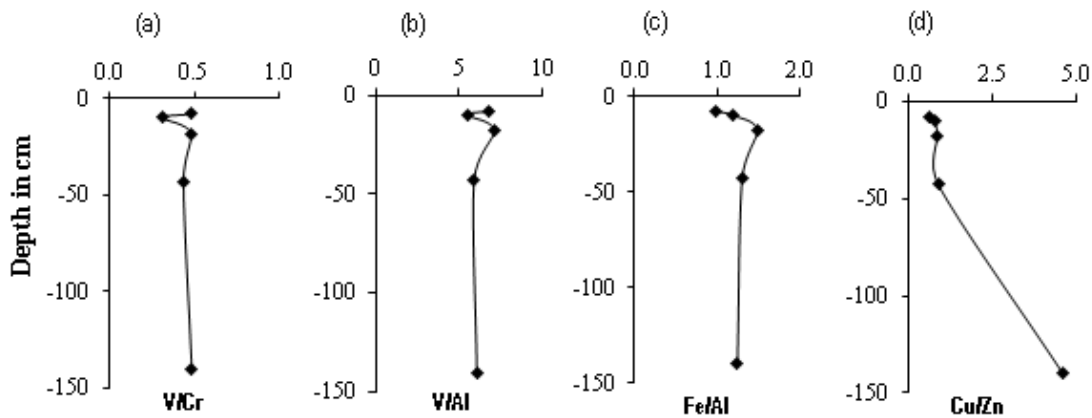 (a) (b) (c) (d)
0.0 0.5 1.0 0 5 10 0.0 1.0 2.0 0.0 2.5 5.0
0 0 0 0
-50 -50 -50 -50
-100 -100 -100 -100
-150 -150 -150 -150
Depth in cm
V/Cr V/Al Fe/Al Cu/Zn